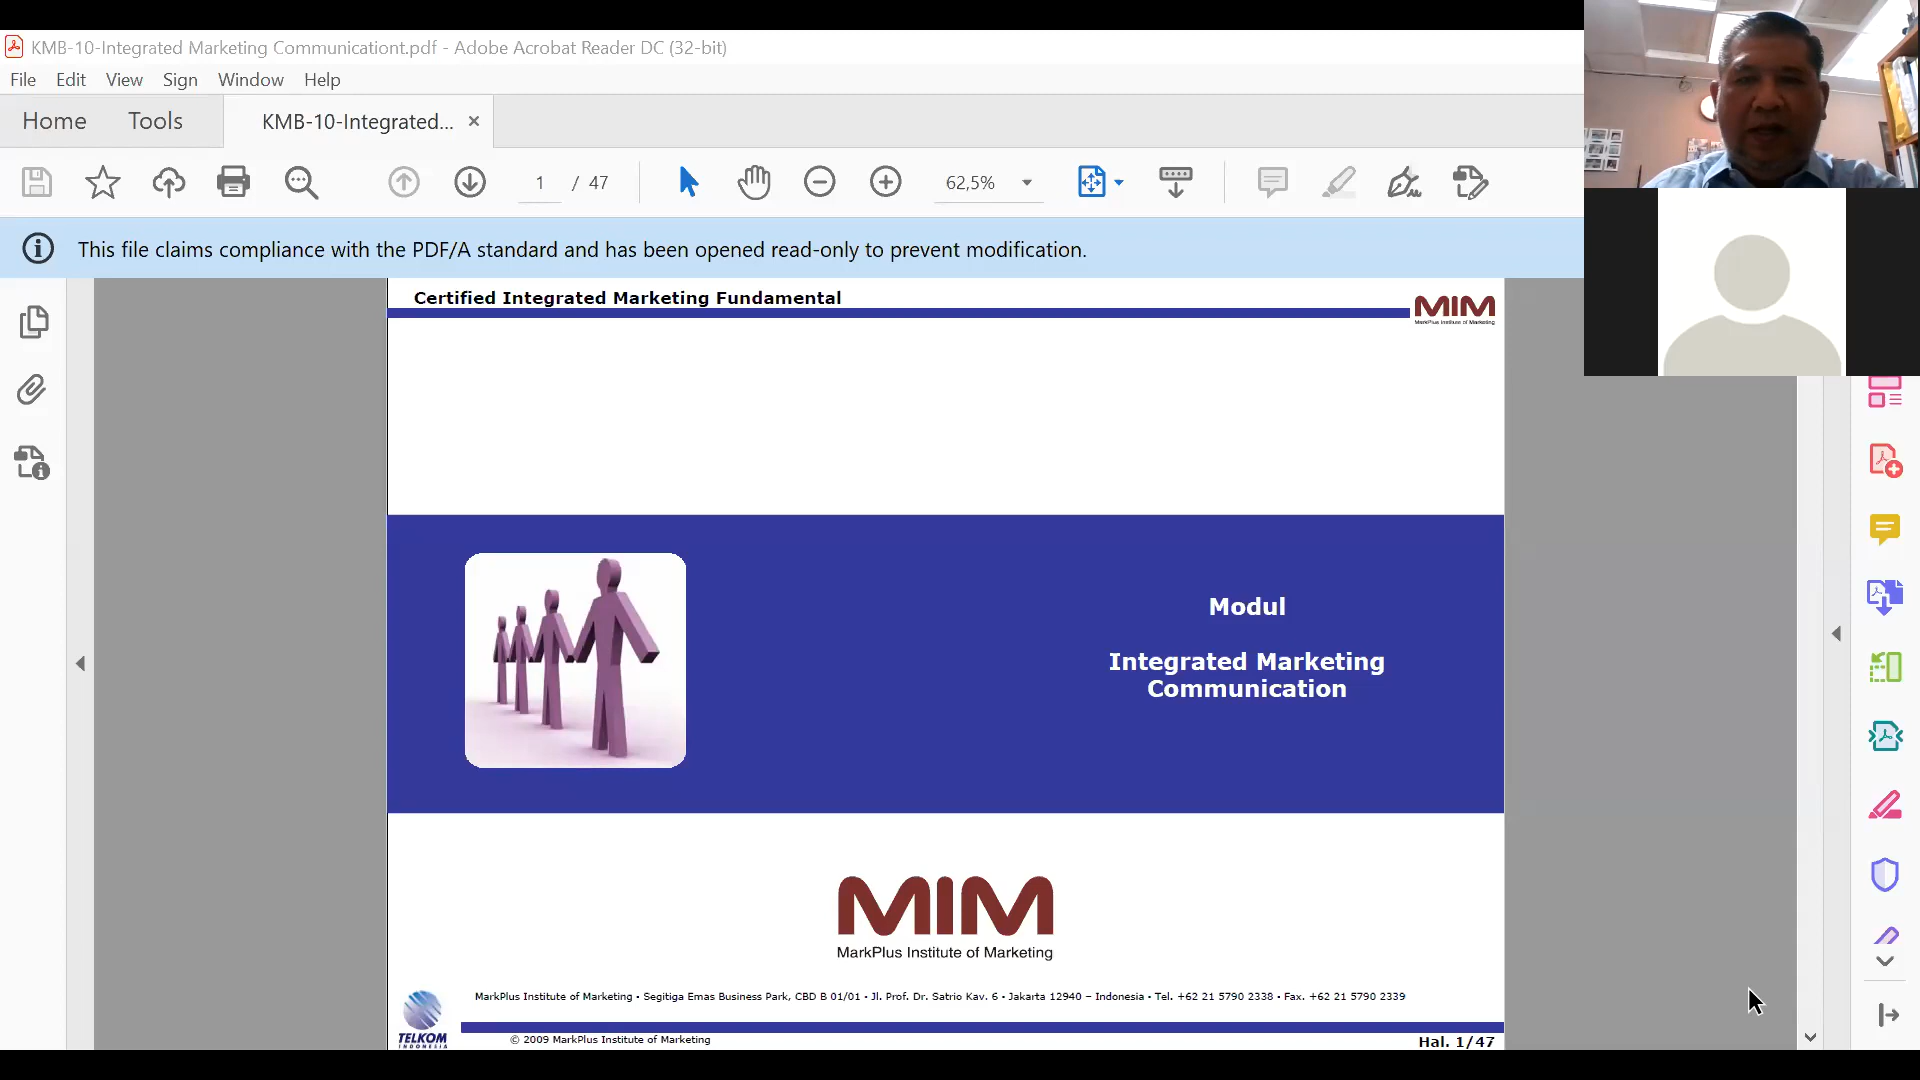 KMB-10-Integrated Marketing Communicationt.pdf - Adobe Acrobat Reader DC (32-bit)
File Edit View Sign Window Help
Home Tools KMB-10-Integrated... ×
1 / 47 62,5%
This file claims compliance with the PDF/A standard and has been opened read-only to prevent modification.
Certified Integrated Marketing Fundamental
MIM
MarkPlus Institute of Marketing
Modul
Integrated Marketing
Communication
MIM
MarkPlus Institute of Marketing
MarkPlus Institute of Marketing • Segitiga Emas Business Park, CBD B 01/01 • Jl. Prof. Dr. Satrio Kav. 6 • Jakarta 12940 – Indonesia • Tel. +62 21 5790 2338 • Fax. +62 21 5790 2339
TELKOM
INDONESIA
© 2009 MarkPlus Institute of Marketing
Hal. 1/47